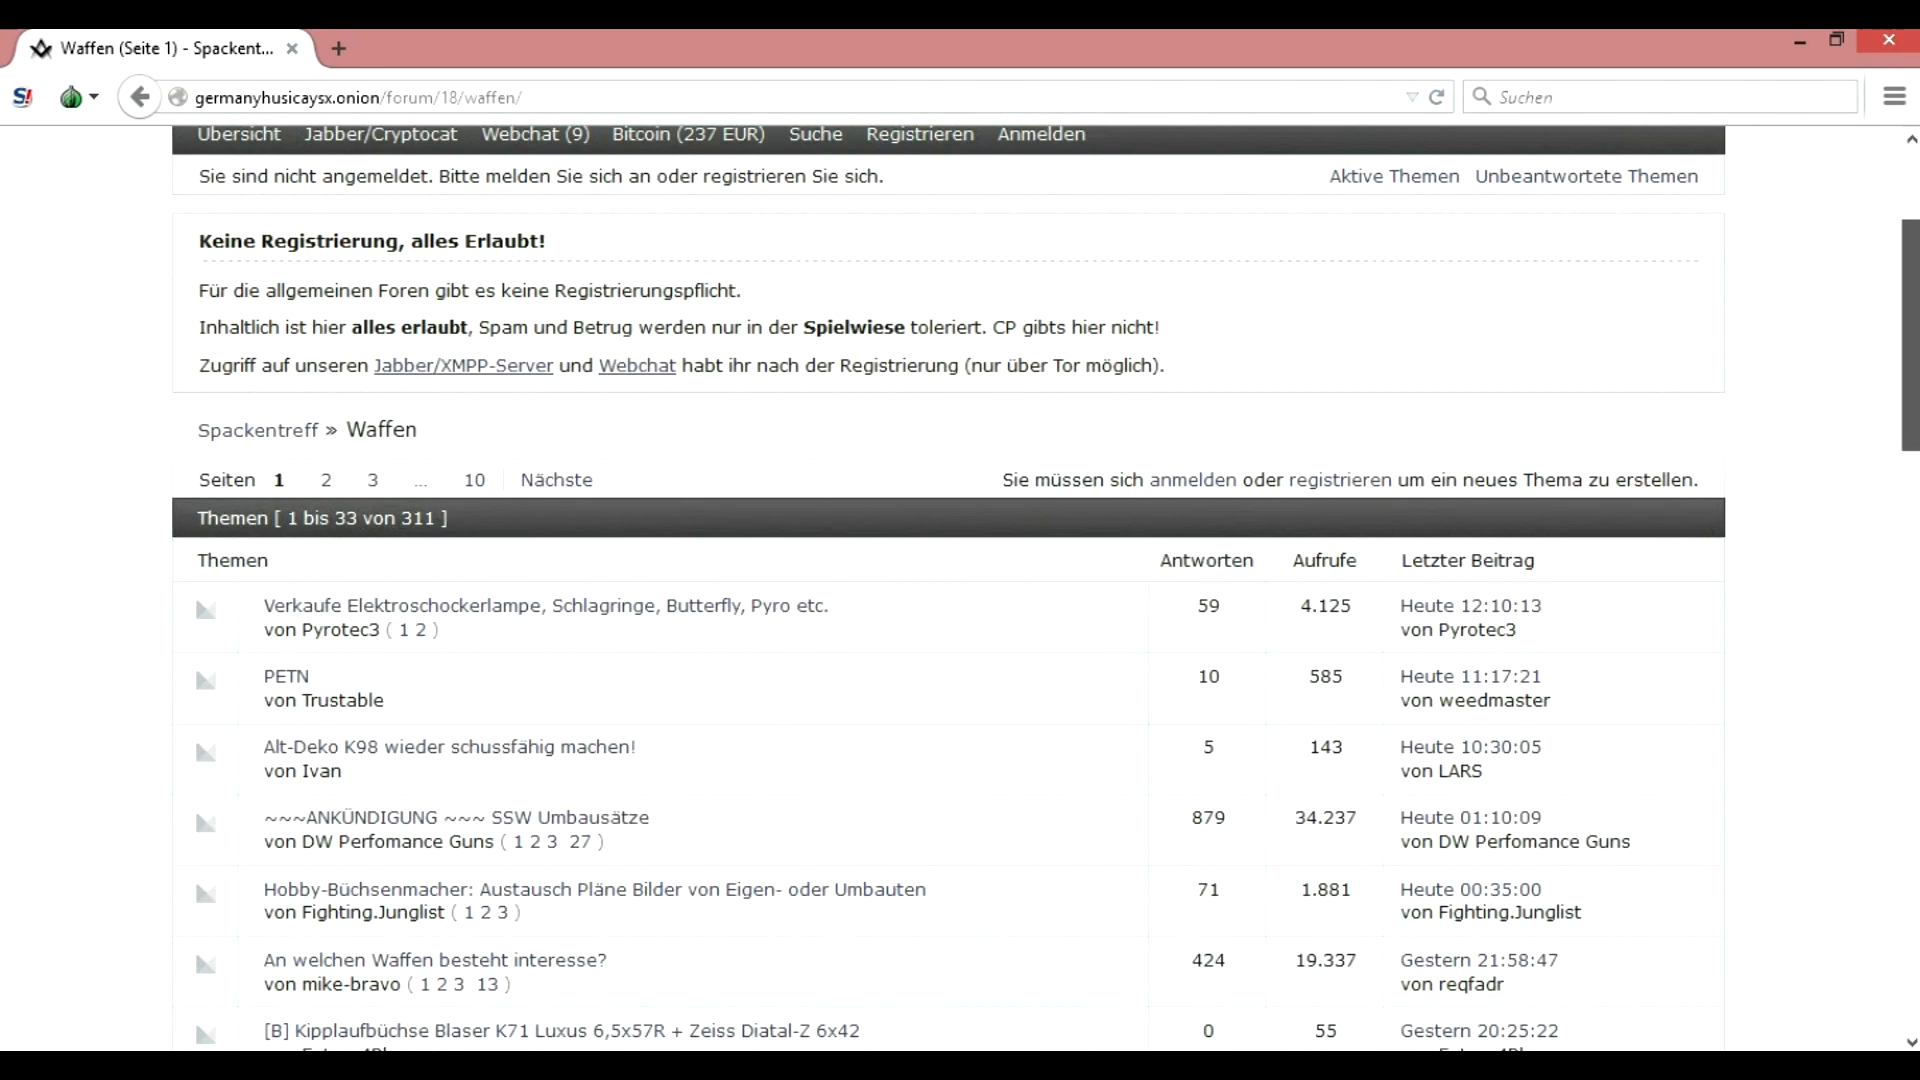 Waffen (Seite 1) - Spackent...
S!
germanyhusicaysx.onion/forum/18/waffen/
Suchen
Übersicht Jabber/Cryptocat Webchat (9) Bitcoin (237 EUR) Suche Registrieren Anmelden
Sie sind nicht angemeldet. Bitte melden Sie sich an oder registrieren Sie sich. Aktive Themen Unbeantwortete Themen
Keine Registrierung, alles Erlaubt!
Für die allgemeinen Foren gibt es keine Registrierungspflicht.
Inhaltlich ist hier alles erlaubt, Spam und Betrug werden nur in der Spielwiese toleriert. CP gibts hier nicht!
Zugriff auf unseren Jabber/XMPP-Server und Webchat habt ihr nach der Registrierung (nur über Tor möglich).
Spackentreff » Waffen
Seiten 1 2 3 ... 10 Nächste Sie müssen sich anmelden oder registrieren um ein neues Thema zu erstellen.
Themen [ 1 bis 33 von 311 ]
Themen Antworten Aufrufe Letzter Beitrag
Verkaufe Elektroschockerlampe, Schlagringe, Butterfly, Pyro etc. 59 4.125 Heute 12:10:13
von Pyrotec3 ( 1 2 ) von Pyrotec3
PETN 10 585 Heute 11:17:21
von Trustable von weedmaster
Alt-Deko K98 wieder schussfähig machen! 5 143 Heute 10:30:05
von Ivan von LARS
~~~ANKÜNDIGUNG ~~~ SSW Umbausätze 879 34.237 Heute 01:10:09
von DW Perfomance Guns ( 1 2 3 27 ) von DW Perfomance Guns
Hobby-Büchsenmacher: Austausch Pläne Bilder von Eigen- oder Umbauten 71 1.881 Heute 00:35:00
von Fighting.Junglist ( 1 2 3 ) von Fighting.Junglist
An welchen Waffen besteht interesse? 424 19.337 Gestern 21:58:47
von mike-bravo ( 1 2 3 13 ) von reqfadr
[B] Kipplaufbüchse Blaser K71 Luxus 6,5x57R + Zeiss Diatal-Z 6x42 0 55 Gestern 20:25:22